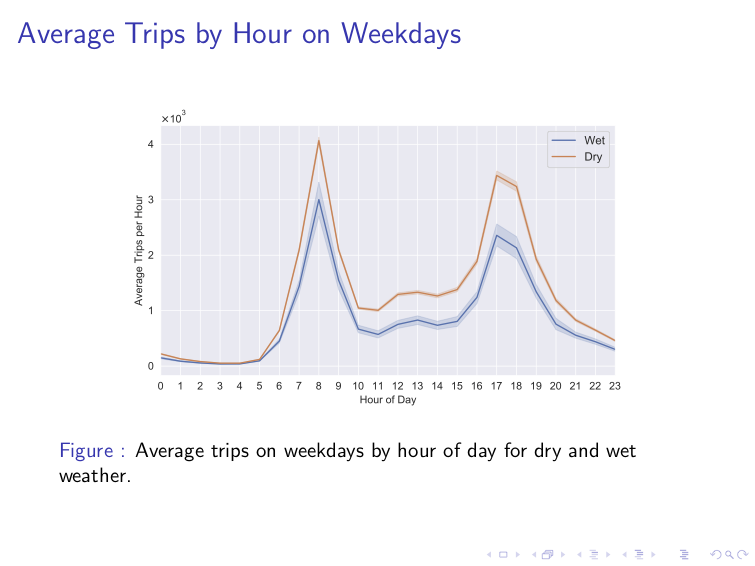 Average Trips by Hour on Weekdays
×10³
4
3
2
1
0
Average Trips per Hour
Wet
Dry
0 1 2 3 4 5 6 7 8 9 10 11 12 13 14 15 16 17 18 19 20 21 22 23
Hour of Day
Figure : Average trips on weekdays by hour of day for dry and wet
weather.